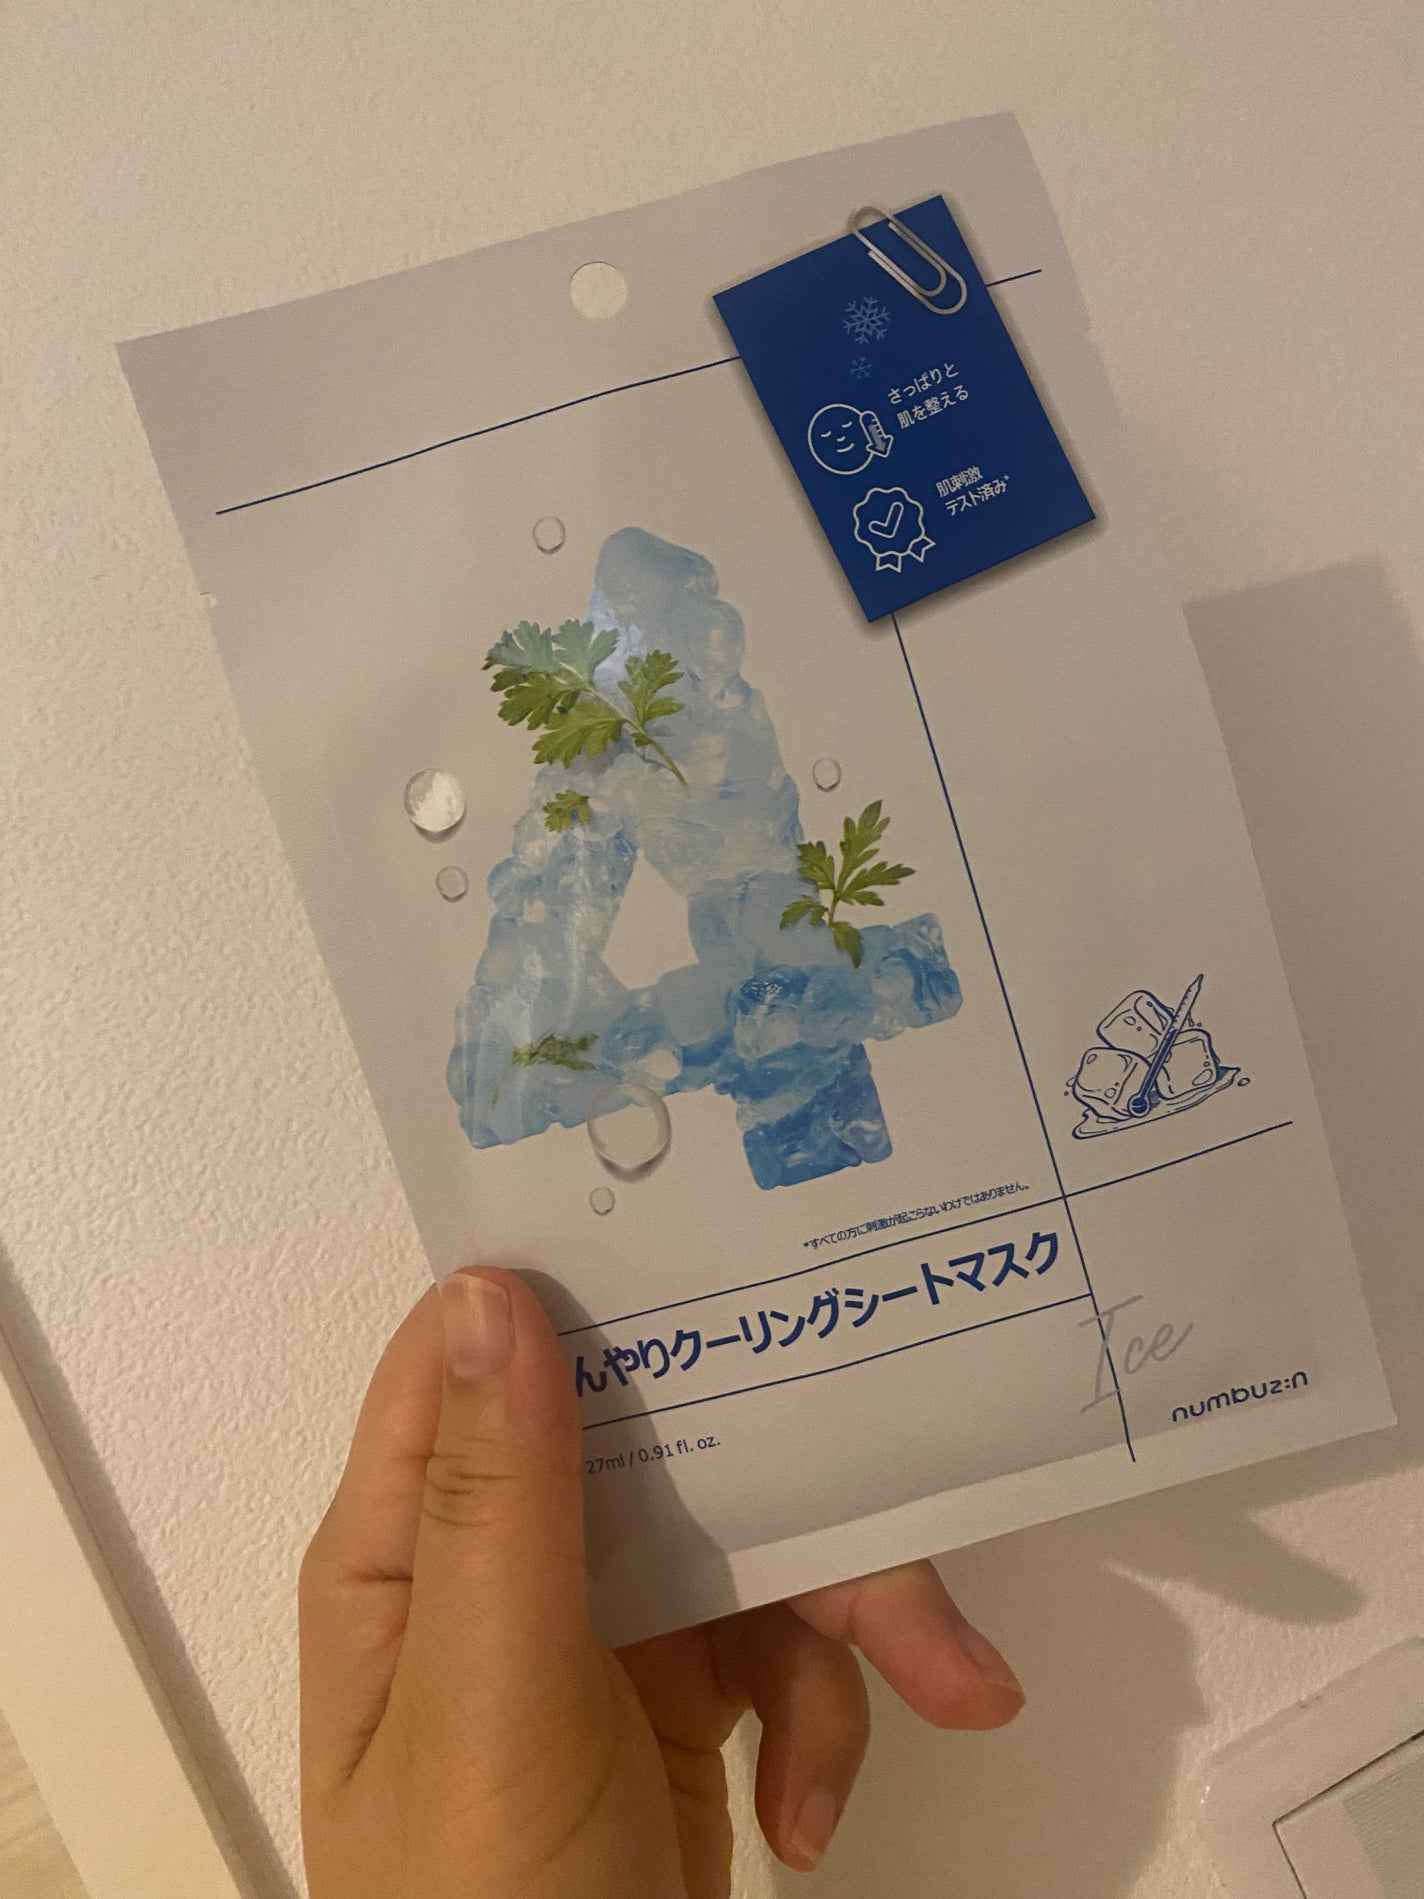 さっぱりと
肌を整える
肌刺激
テスト済み*
*すべての方に刺激が起こらないわけではありません。
んやりクーリングシートマスク
27ml / 0.91 fl. oz.
Ice
numbuz:n